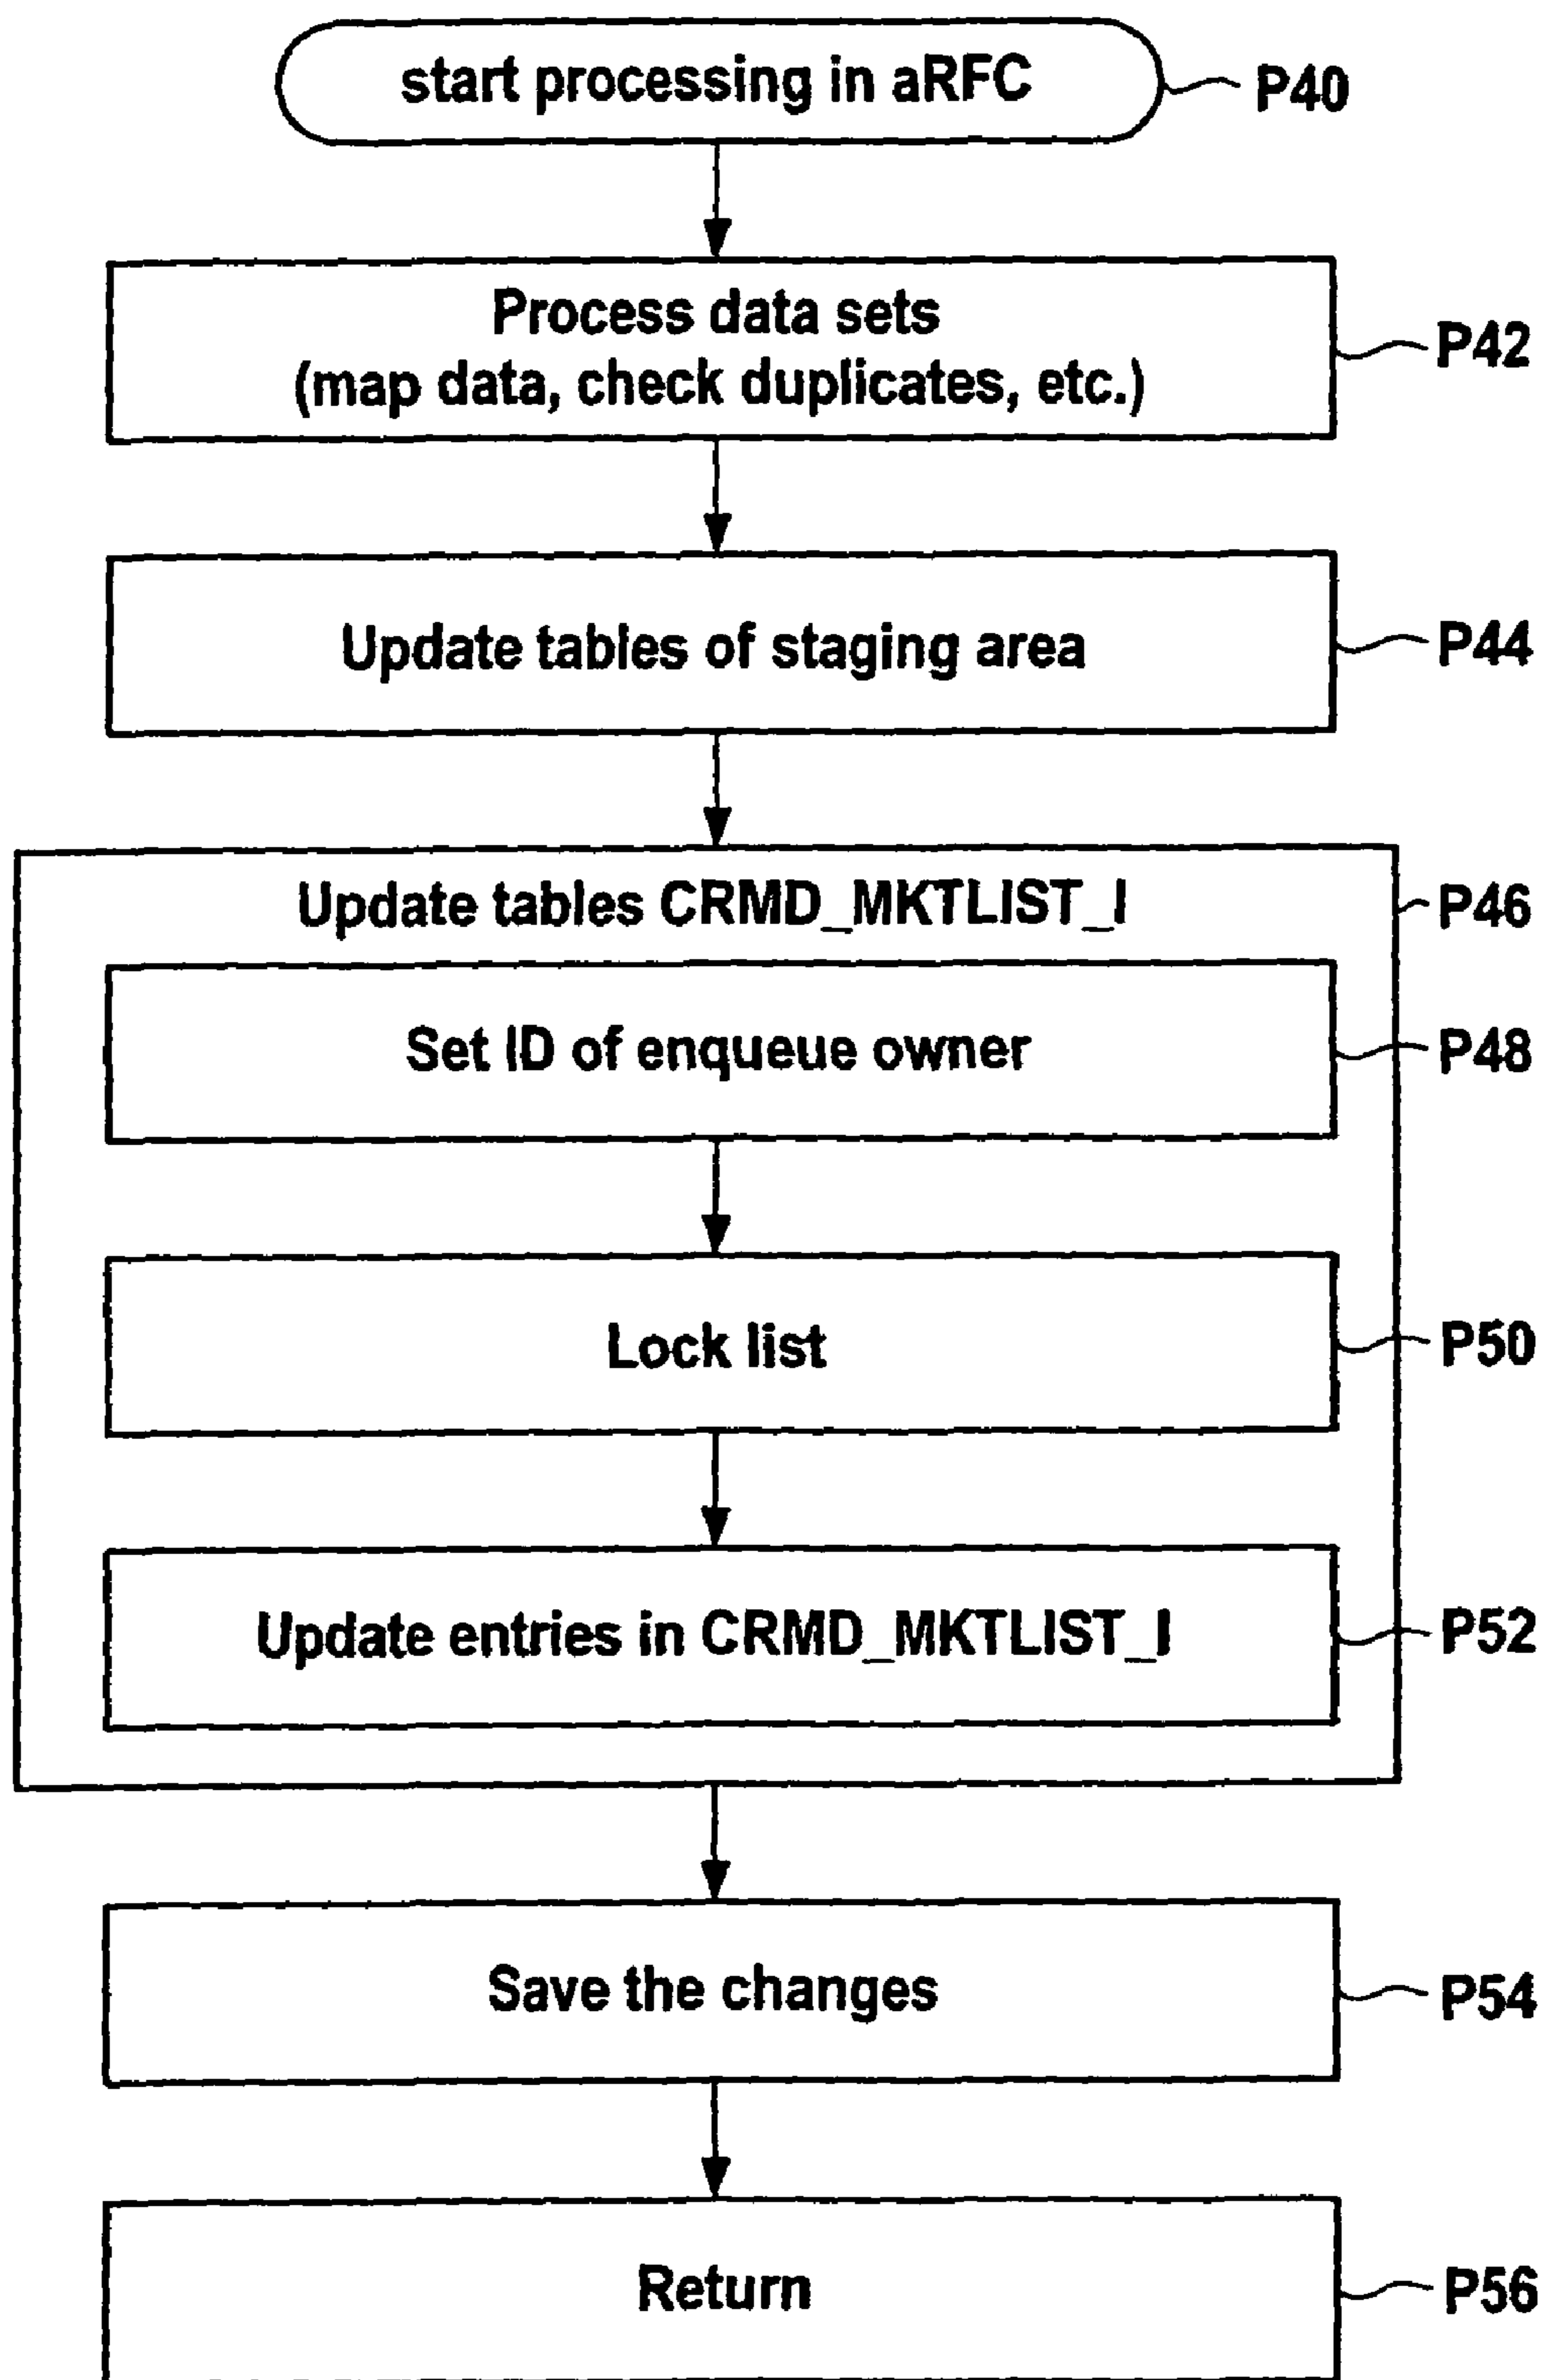 start processing in aRFC
P40
Process data sets
(map data, check duplicates, etc.)
P42
Update tables of staging area
P44
Update tables CRMD_MKTLIST_I
P46
Set ID of enqueue owner
P48
Lock list
P50
Update entries in CRMD_MKTLIST_I
P52
Save the changes
P54
Return
P56